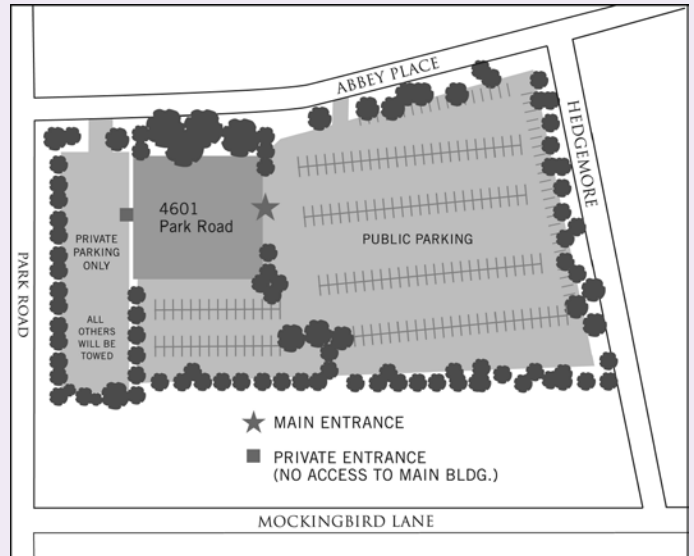 ABBEY PLACE
HEDGEMORE
4601
Park Road
PUBLIC PARKING
PRIVATE
PARKING
ONLY
PARK ROAD
ALL
OTHERS
WILL BE
TOWED
MAIN ENTRANCE
PRIVATE ENTRANCE
(NO ACCESS TO MAIN BLDG.)
MOCKINGBIRD LANE